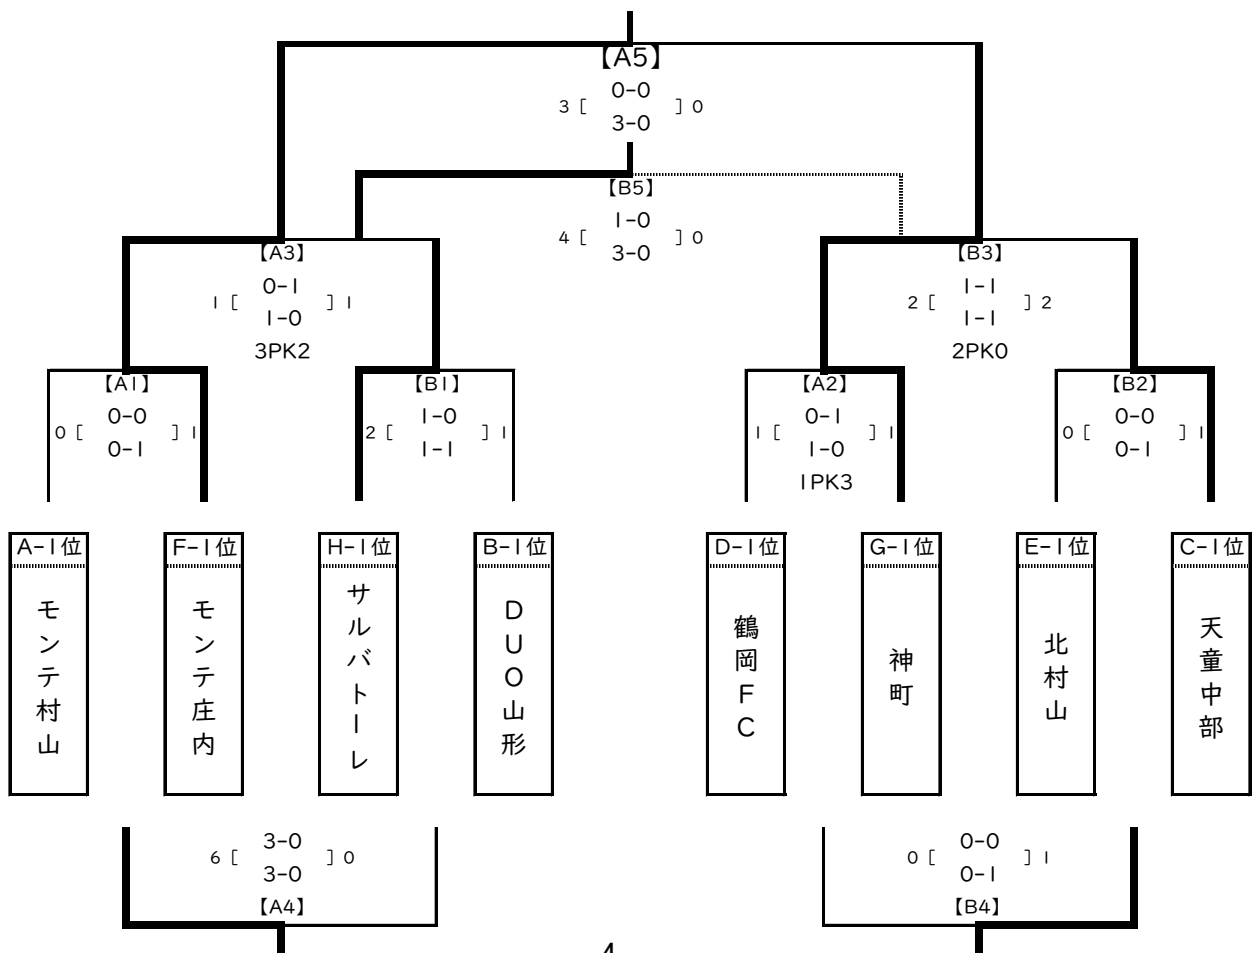 【A5】
0-0
3 [ ] 0
3-0
【B5】
1-0
4 [ ] 0
3-0
【A3】
0-1
1 [ ] 1
1-0
3PK2
【B3】
1-1
2 [ ] 2
1-1
2PK0
【A1】
0-0
0 [ ] 1
0-1
【B1】
1-0
2 [ ] 1
1-1
【A2】
0-1
1 [ ] 1
1-0
1PK3
【B2】
0-0
0 [ ] 1
0-1
A-1位
モンテ村山
F-1位
モンテ庄内
H-1位
サルバトーレ
B-1位
DUO山形
D-1位
鶴岡FC
G-1位
神町
E-1位
北村山
C-1位
天童中部
3-0
6 [ ] 0
3-0
【A4】
0-0
0 [ ] 1
0-1
【B4】